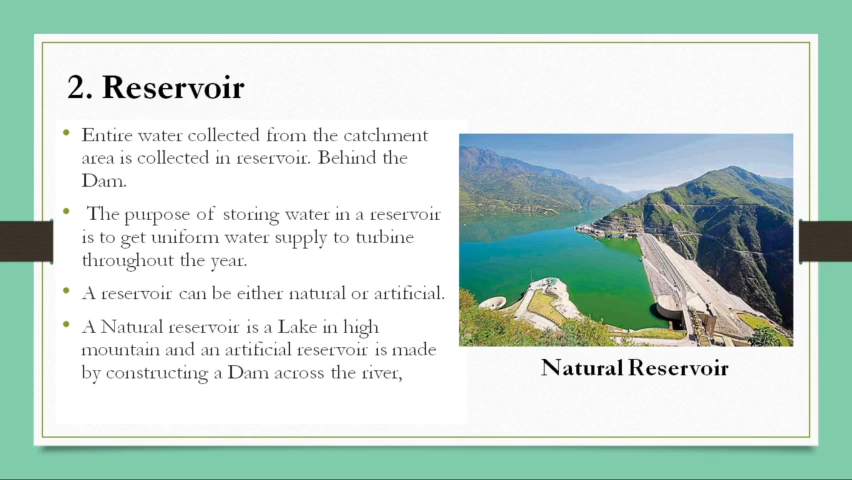 2. Reservoir
• Entire water collected from the catchment
area is collected in reservoir. Behind the
Dam.
• The purpose of storing water in a reservoir
is to get uniform water supply to turbine
throughout the year.
• A reservoir can be either natural or artificial.
• A Natural reservoir is a Lake in high
mountain and an artificial reservoir is made
by constructing a Dam across the river,
Natural Reservoir